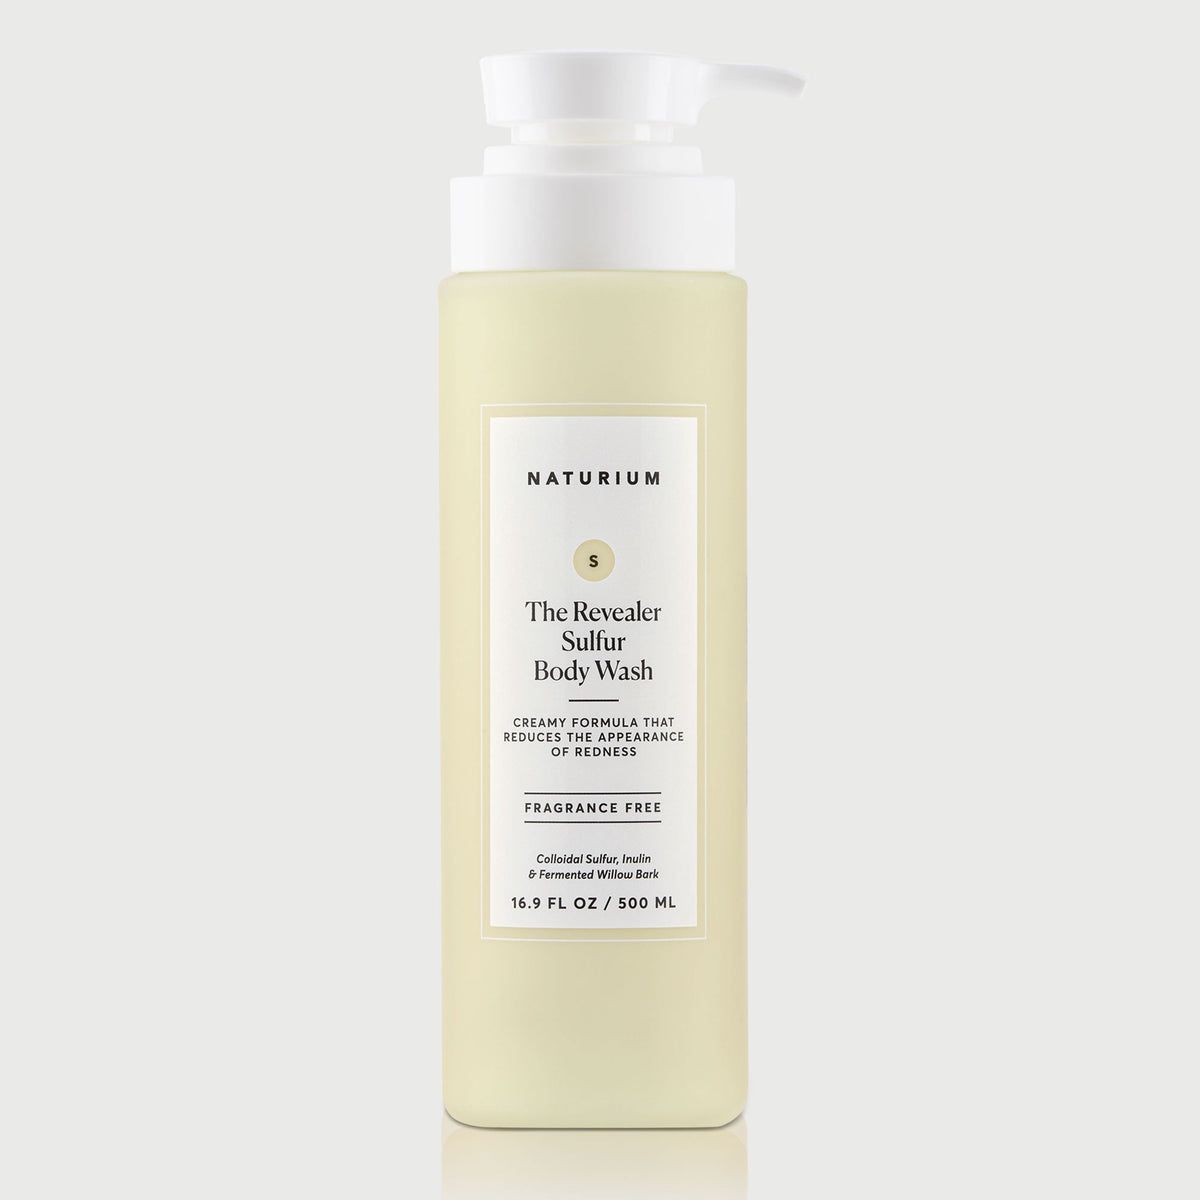 NATURIUM
S
The Revealer
Sulfur
Body Wash
CREAMY FORMULA THAT
REDUCES THE APPEARANCE
OF REDNESS
FRAGRANCE FREE
Colloidal Sulfur, Inulin
& Fermented Willow Bark
16.9 FL OZ / 500 ML